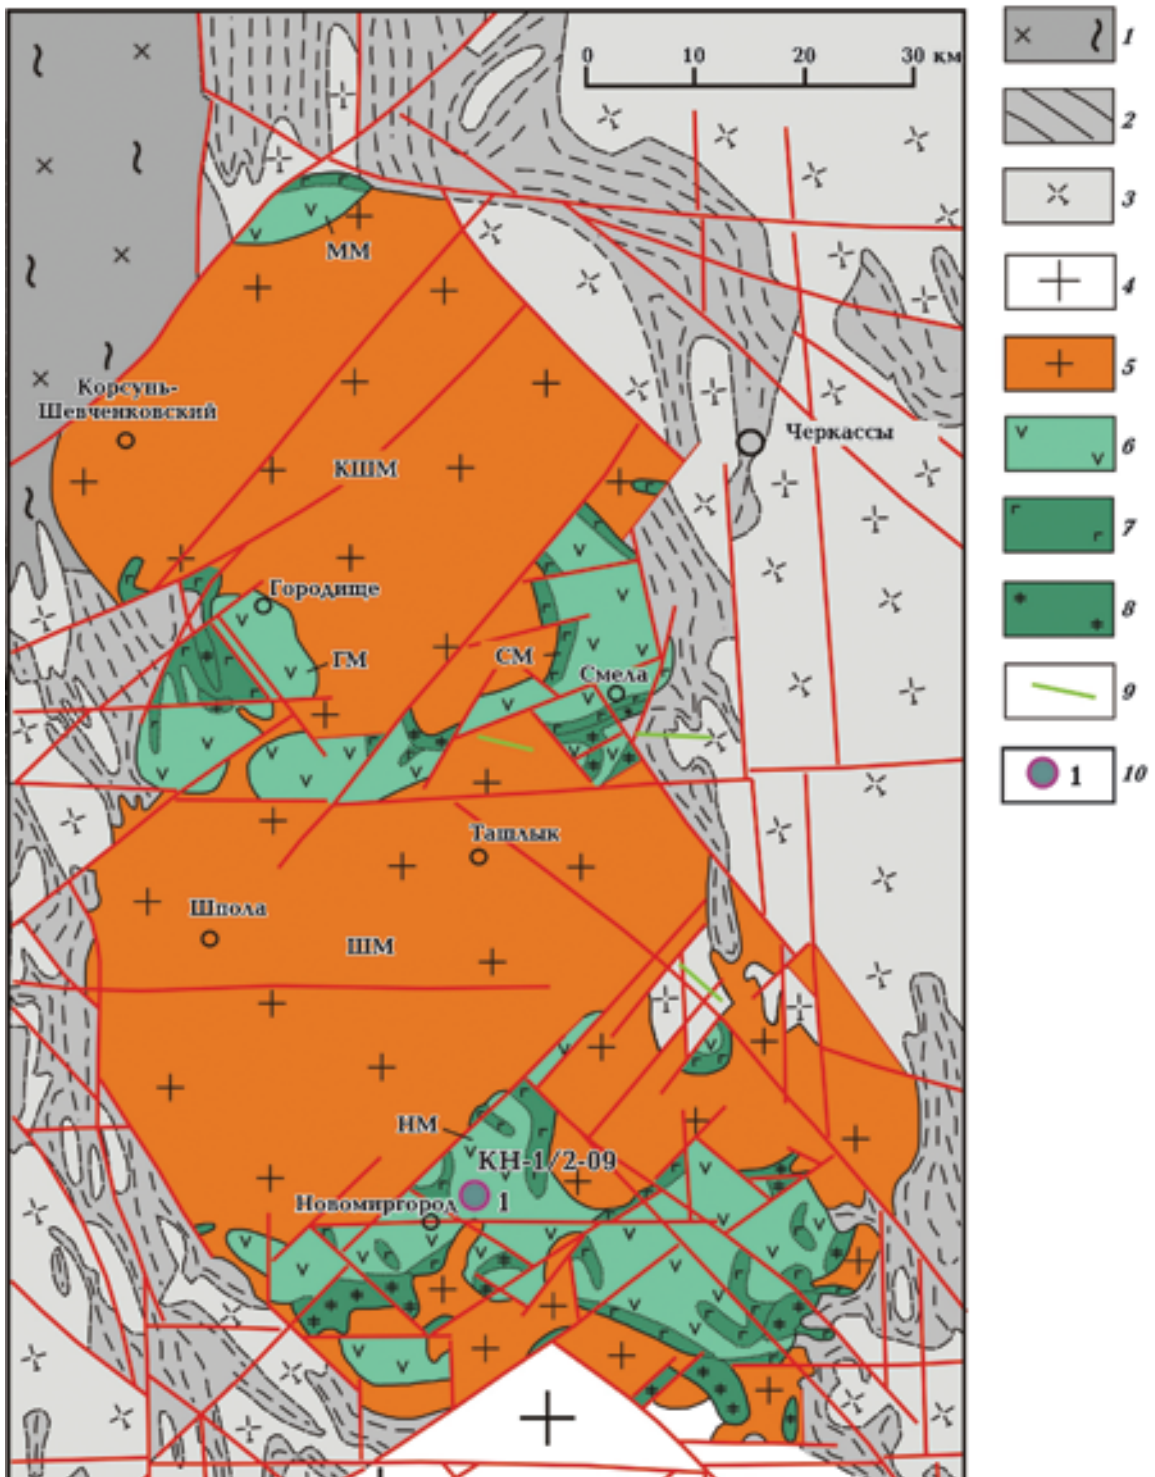 0 10 20 30 км
ММ
Корсунь-
Шевченковский
Черкассы
КШМ
Городище
ГМ
СМ
Смела
Ташлык
Шпола
ШМ
НМ
КН-1/2-09
1
Новомиргород
1
2
3
4
5
6
7
8
9
1 10